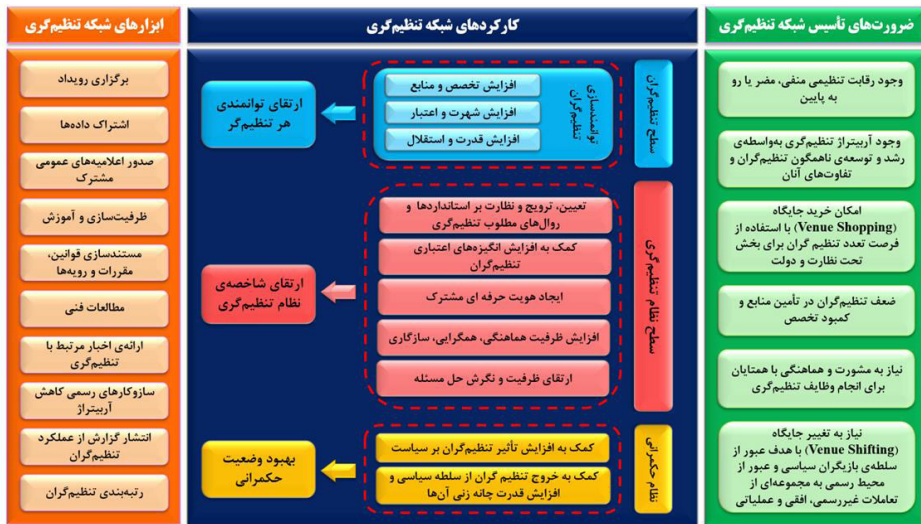 ضرورت‌های تأسیس شبکه تنظیم‌گری
وجود رقابت تنظیمی منفی، مضر یا رو
به پایین
وجود آربیتراژ تنظیم‌گری به‌واسطه‌ی
رشد و توسعه‌ی ناهمگون تنظیم‌گران و
تفاوت‌های آنان
امکان خرید جایگاه
(Venue Shopping) با استفاده از
فرصت تعدد تنظیم گران برای بخش
تحت نظارت و دولت
ضعف تنظیم‌گران در تأمین منابع و
کمبود تخصص
نیاز به مشورت و هماهنگی با همتایان
برای انجام وظایف تنظیم‌گری
نیاز به تغییر جایگاه
(Venue Shifting) با هدف عبور از
سلطه‌ی بازیگران سیاسی و عبور از
محیط رسمی به مجموعه‌ای از
تعاملات غیررسمی، افقی و عملیاتی
کارکردهای شبکه تنظیم‌گری
سطح تنظیم‌گران
توانمندسازی
تنظیم‌گران
افزایش تخصص و منابع
افزایش شهرت و اعتبار
افزایش قدرت و استقلال
ارتقای توانمندی
هر تنظیم‌گر
سطح نظام تنظیم‌گری
تعیین، ترویج و نظارت بر استانداردها و
روال‌های مطلوب تنظیم‌گری
کمک به افزایش انگیزه‌های اعتباری
تنظیم‌گران
ایجاد هویت حرفه ای مشترک
افزایش ظرفیت هماهنگی، همگرایی، سازگاری
ارتقای ظرفیت و نگرش حل مسئله
ارتقای شاخصه‌ی
نظام تنظیم‌گری
نظام حکمرانی
کمک به افزایش تأثیر تنظیم‌گران بر سیاست
کمک به خروج تنظیم گران از سلطه سیاسی و
افزایش قدرت چانه زنی آن‌ها
بهبود وضعیت
حکمرانی
ابزارهای شبکه تنظیم‌گری
برگزاری رویداد
اشتراک داده‌ها
صدور اعلامیه‌های عمومی
مشترک
ظرفیت‌سازی و آموزش
مستندسازی قوانین،
مقررات و رویه‌ها
مطالعات فنی
ارائه‌ی اخبار مرتبط با
تنظیم‌گری
سازوکارهای رسمی کاهش
آربیتراژ
انتشار گزارش از عملکرد
تنظیم‌گران
رتبه‌بندی تنظیم‌گران